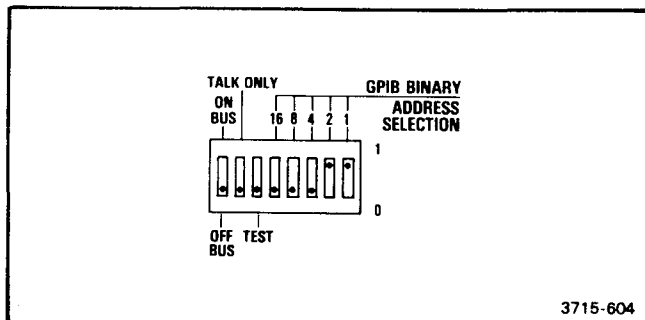 TALK ONLY
GPIB BINARY
ON
BUS
16 8 4 2 1
ADDRESS
SELECTION
1
0
OFF
BUS
TEST
3715-604